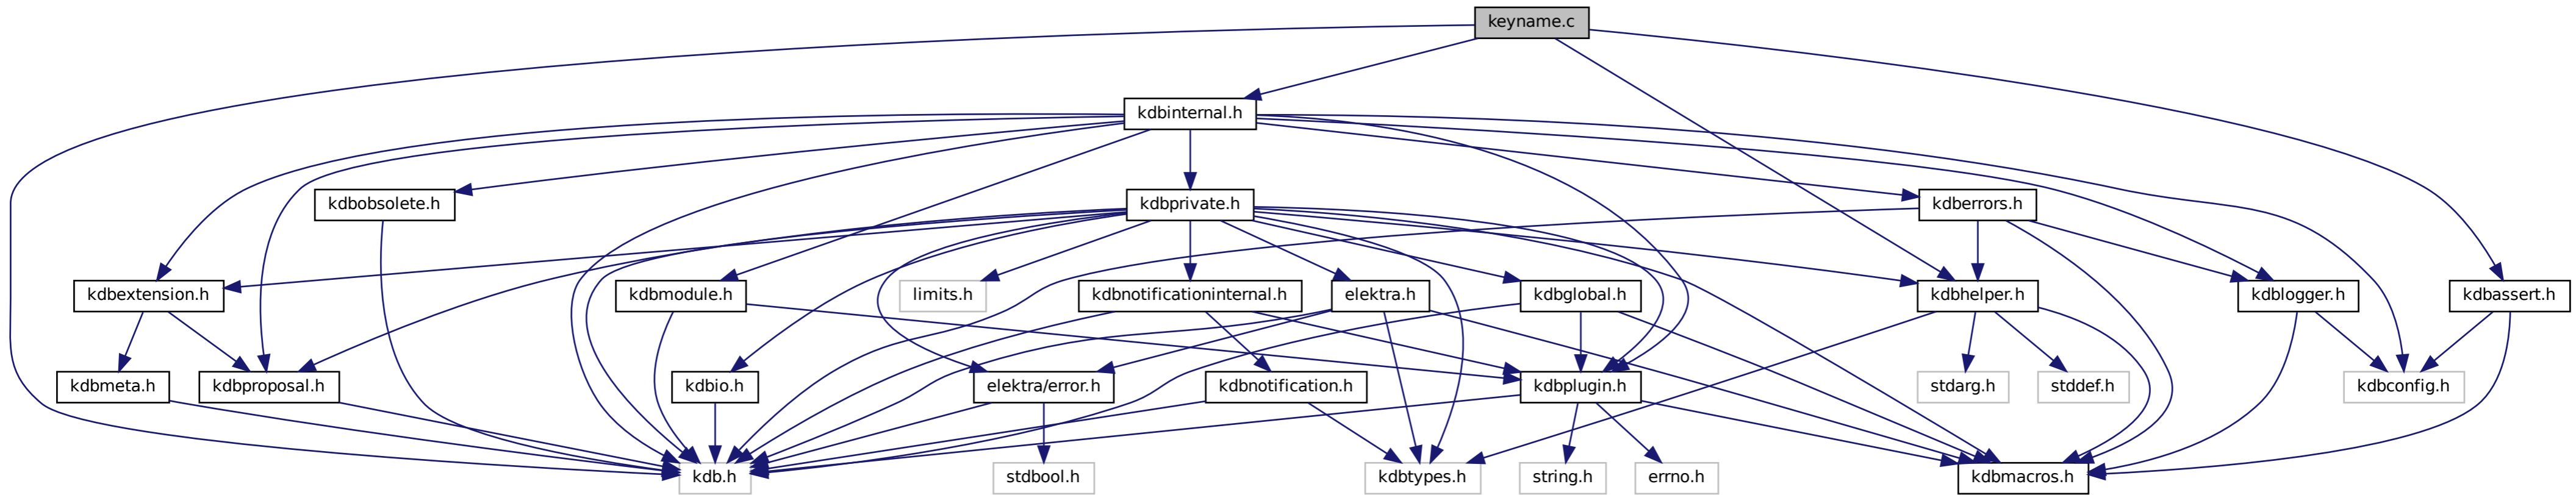 keyname.c
kdbinternal.h
kdbobsolete.h
kdbprivate.h
kdberrors.h
kdbextension.h
kdbmodule.h
limits.h
kdbnotificationinternal.h
elektra.h
kdbglobal.h
kdbhelper.h
kdblogger.h
kdbassert.h
kdbmeta.h
kdbproposal.h
kdbio.h
elektra/error.h
kdbnotification.h
kdbplugin.h
stdarg.h
stddef.h
kdbconfig.h
kdb.h
stdbool.h
kdbtypes.h
string.h
errno.h
kdbmacros.h